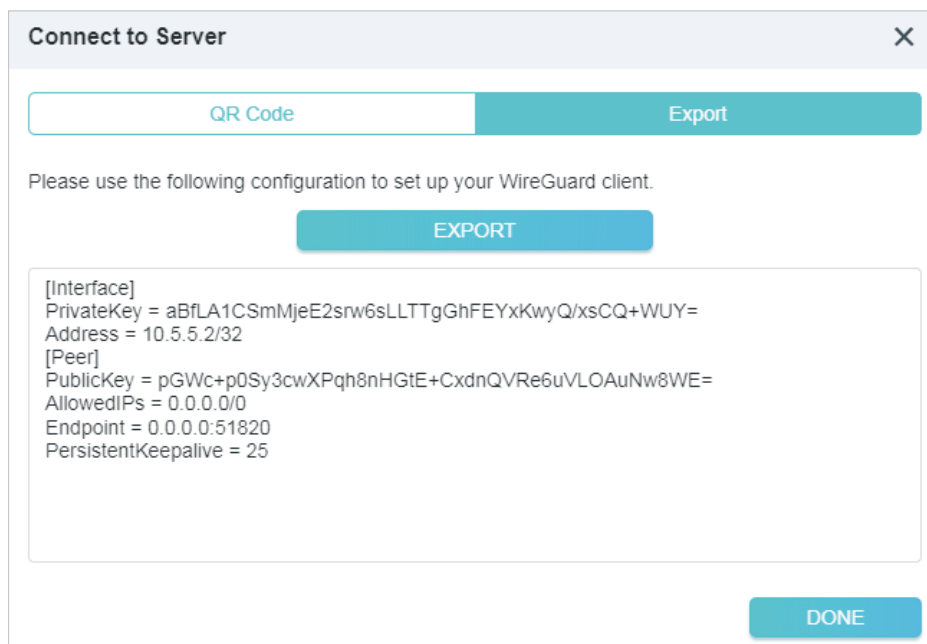 Connect to Server
QR Code
Export
Please use the following configuration to set up your WireGuard client.
EXPORT
[Interface]
PrivateKey = aBfLA1CSmMjeE2srw6sLLTTgGhFEYxKwyQ/xsCQ+WUY=
Address = 10.5.5.2/32
[Peer]
PublicKey = pGWc+p0Sy3cwXPqh8nHGtE+CxdnQVRe6uVLOAuNw8WE=
AllowedIPs = 0.0.0.0/0
Endpoint = 0.0.0.0:51820
PersistentKeepalive = 25
DONE